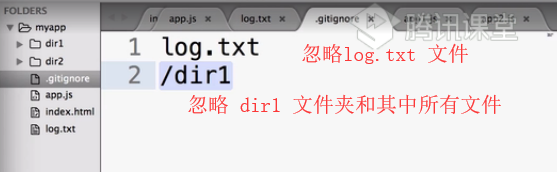 FOLDERS
myapp
dir1
dir2
.gitignore
app.js
index.html
log.txt
in
app.js ×
log.txt ×
.gitignore ×
腾讯课堂
1 log.txt
2 /dir1
忽略log.txt 文件
忽略 dir1 文件夹和其中所有文件